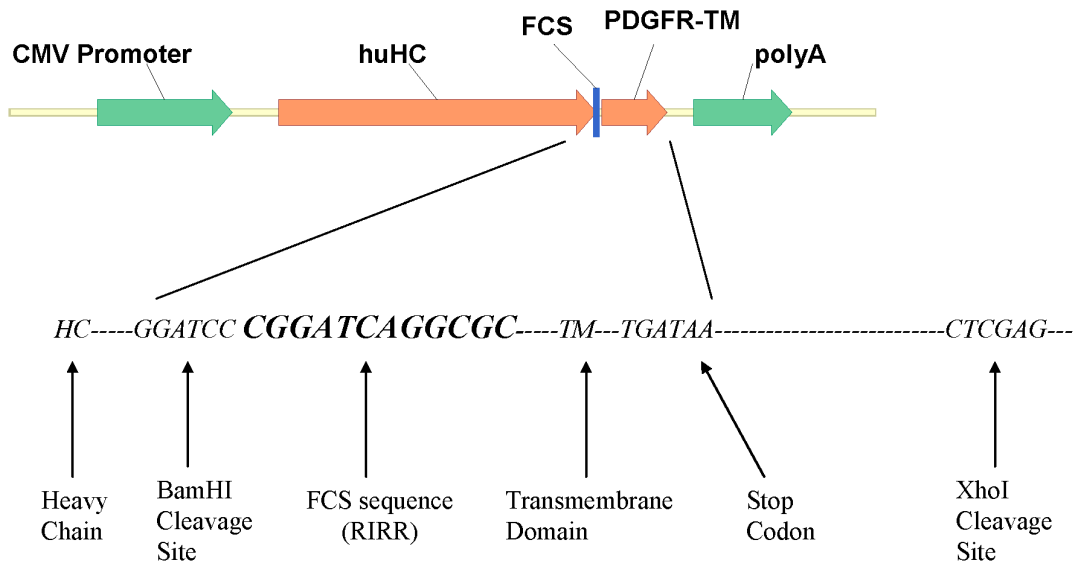 CMV Promoter
huHC
FCS
PDGFR-TM
polyA
HC-----GGATCC CGGATCAGGCGC-----TM---TGATAA--------------------------CTCGAG---
Heavy
Chain
BamHI
Cleavage
Site
FCS sequence
(RIRR)
Transmembrane
Domain
Stop
Codon
XhoI
Cleavage
Site